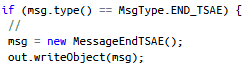 if (msg.type() == MsgType.END_TSAE) {
//
msg = new MessageEndTSAE();
out.writeObject(msg);